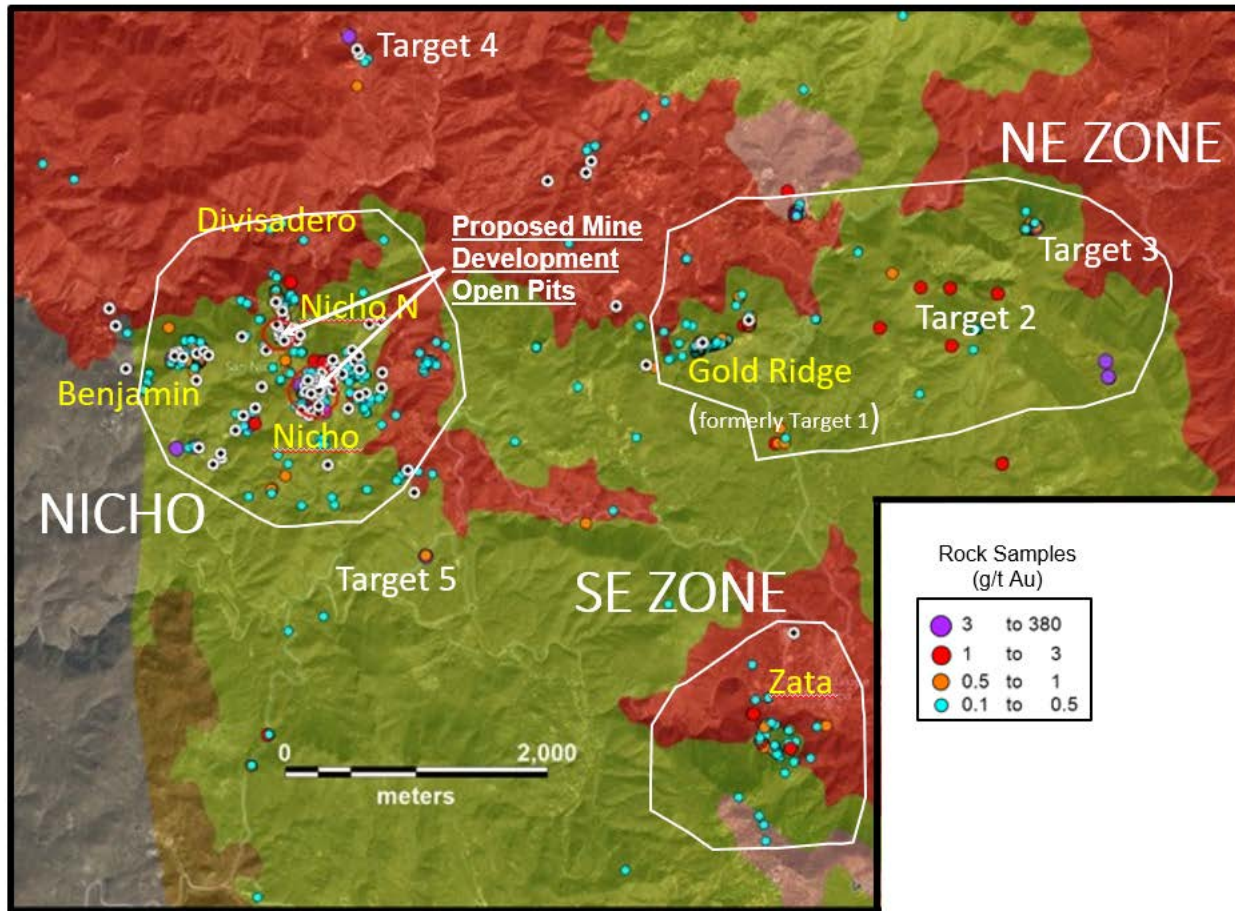 Target 4
NE ZONE
Divisadero
Proposed Mine
Development
Open Pits
Nicho N
Target 3
Target 2
Benjamin
Gold Ridge
(formerly Target 1)
Nicho
NICHO
Target 5
SE ZONE
Zata
0 2,000
meters
Rock Samples
(g/t Au)
3 to 380
1 to 3
0.5 to 1
0.1 to 0.5